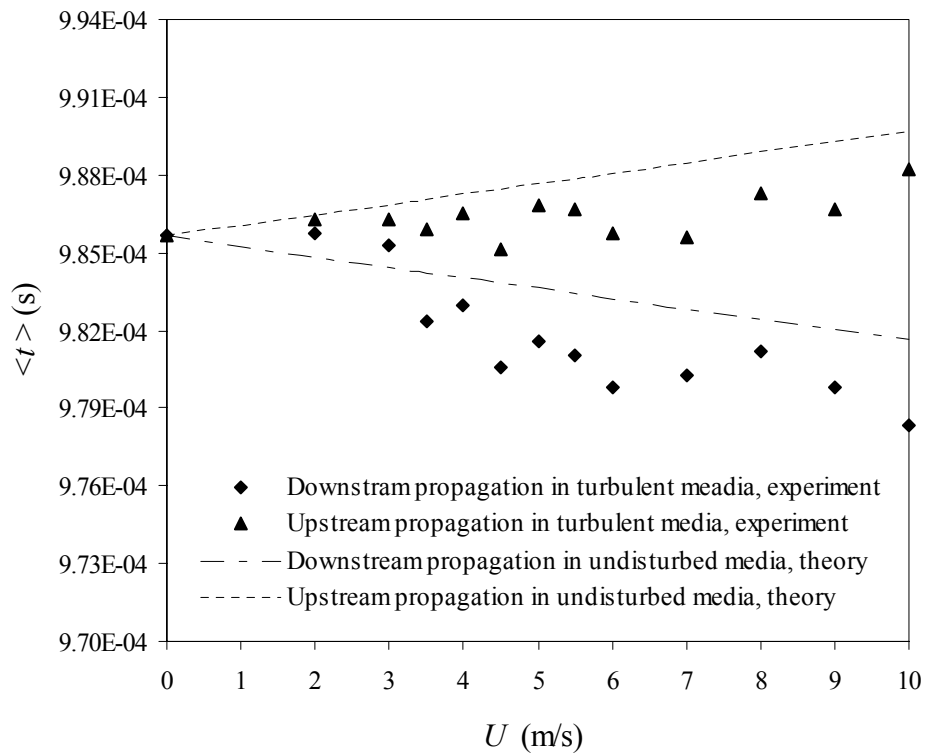 9.94E-04
9.91E-04
9.88E-04
9.85E-04
9.82E-04
9.79E-04
9.76E-04
9.73E-04
9.70E-04
<t> (s)
Downstram propagation in turbulent meadia, experiment
Upstream propagation in turbulent media, experiment
Downstream propagation in undisturbed media, theory
Upstream propagation in undisturbed media, theory
0 1 2 3 4 5 6 7 8 9 10
U (m/s)